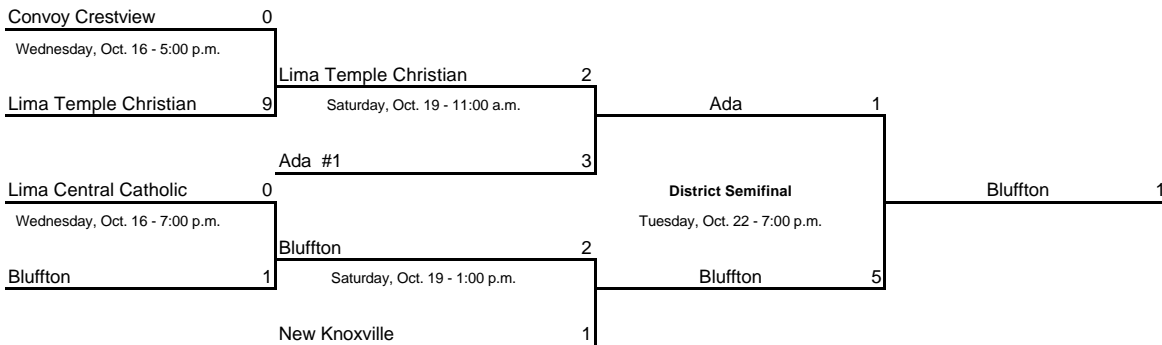 Convoy Crestview 0
Wednesday, Oct. 16 - 5:00 p.m.
Lima Temple Christian 2
Lima Temple Christian 9
Saturday, Oct. 19 - 11:00 a.m.
Ada 1
Ada #1 3
Lima Central Catholic 0
District Semifinal
Bluffton 1
Wednesday, Oct. 16 - 7:00 p.m.
Tuesday, Oct. 22 - 7:00 p.m.
Bluffton 2
Bluffton 1
Saturday, Oct. 19 - 1:00 p.m.
Bluffton 5
New Knoxville 1